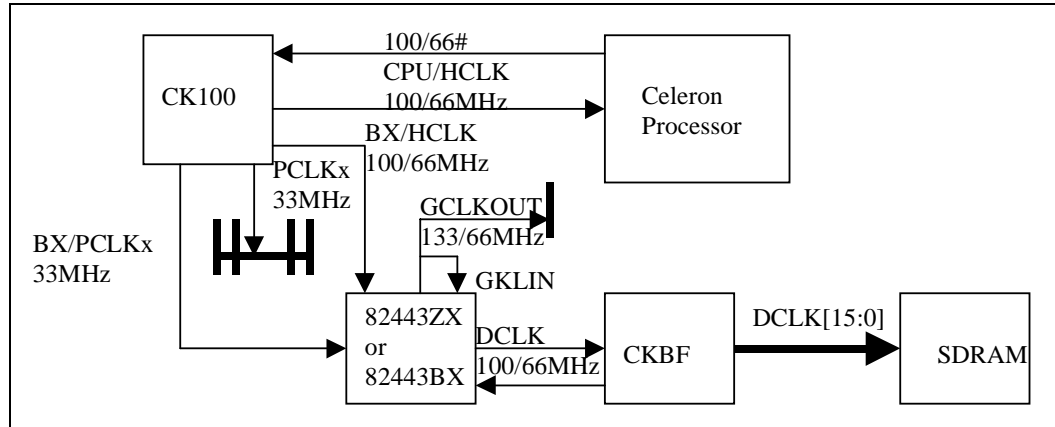 100/66#
CK100
CPU/HCLK
100/66MHz
Celeron
Processor
BX/HCLK
100/66MHz
PCLKx
33MHz
GCLKOUT
133/66MHz
BX/PCLKx
33MHz
GKLIN
82443ZX
or
82443BX
DCLK
100/66MHz
CKBF
DCLK[15:0]
SDRAM